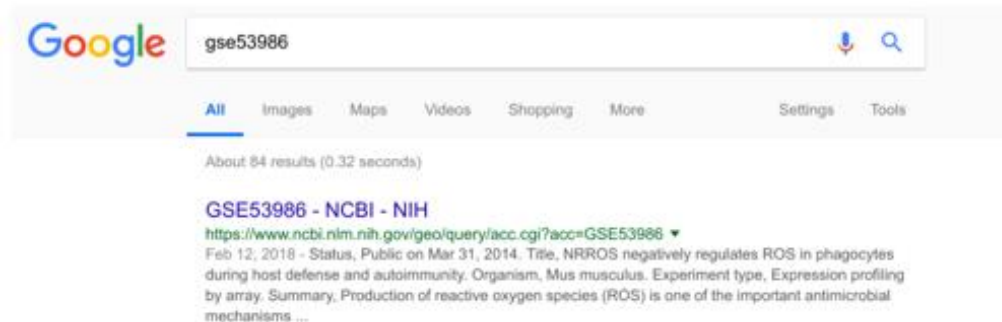 Google gse53986
All Images Maps Videos Shopping More Settings Tools
About 84 results (0.32 seconds)
GSE53986 - NCBI - NIH
https://www.ncbi.nlm.nih.gov/geo/query/acc.cgi?acc=GSE53986
Feb 12, 2018 - Status, Public on Mar 31, 2014. Title, NRROS negatively regulates ROS in phagocytes
during host defense and autoimmunity. Organism, Mus musculus. Experiment type, Expression profiling
by array. Summary, Production of reactive oxygen species (ROS) is one of the important antimicrobial
mechanisms ...